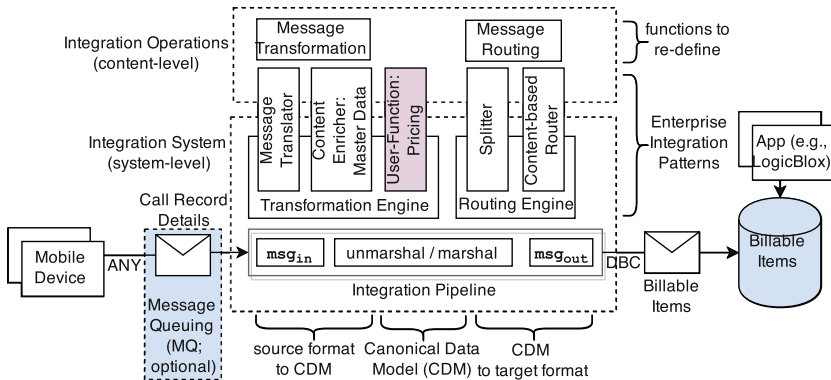 Integration Operations
(content-level)
Message
Transformation
Message
Routing
functions to
re-define
Integration System
(system-level)
Message
Translator
Content
Enricher:
Master Data
User-Function:
Pricing
Splitter
Content-based
Router
Enterprise
Integration
Patterns
App (e.g.,
LogicBlox)
Transformation Engine
Routing Engine
Call Record
Details
Mobile
Device
ANY
msgin
unmarshal / marshal
msgout
DBC
Integration Pipeline
Billable
Items
Billable
Items
Message
Queuing
(MQ;
optional)
source format
to CDM
Canonical Data
Model (CDM)
CDM
to target format